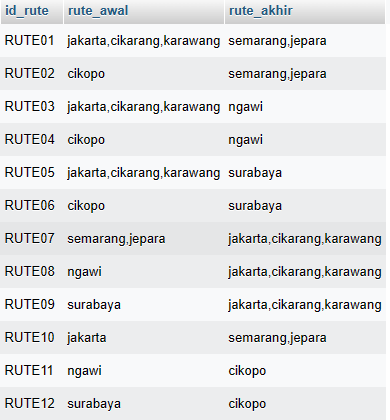 id_rute rute_awal rute_akhir
RUTE01 jakarta,cikarang,karawang semarang,jepara
RUTE02 cikopo semarang,jepara
RUTE03 jakarta,cikarang,karawang ngawi
RUTE04 cikopo ngawi
RUTE05 jakarta,cikarang,karawang surabaya
RUTE06 cikopo surabaya
RUTE07 semarang,jepara jakarta,cikarang,karawang
RUTE08 ngawi jakarta,cikarang,karawang
RUTE09 surabaya jakarta,cikarang,karawang
RUTE10 jakarta semarang,jepara
RUTE11 ngawi cikopo
RUTE12 surabaya cikopo